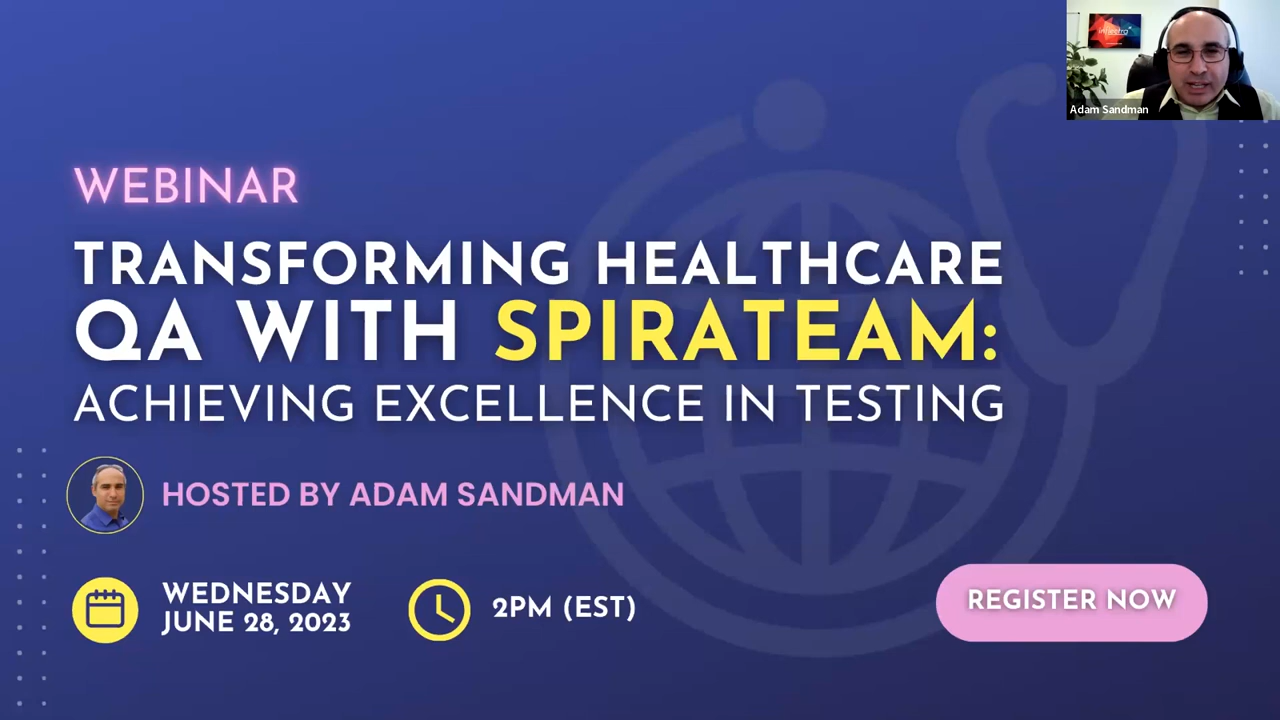 Adam Sandman
WEBINAR
TRANSFORMING HEALTHCARE
QA WITH SPIRATEAM:
ACHIEVING EXCELLENCE IN TESTING
HOSTED BY ADAM SANDMAN
WEDNESDAY
JUNE 28, 2023
2PM (EST)
REGISTER NOW